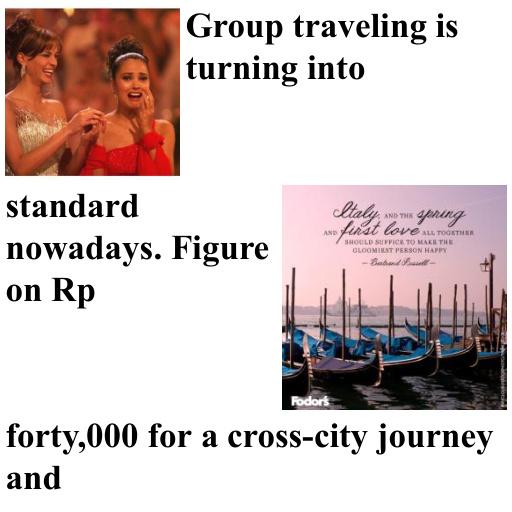 Group traveling is
turning into
standard
nowadays. Figure
on Rp
Italy, AND THE spring
AND first love ALL TOGETHER
SHOULD SUFFICE TO MAKE THE
GLOOMIEST PERSON HAPPY
– Bertrand Russell –
Fodor's
forty,000 for a cross-city journey
and